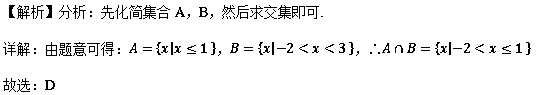 【解析】分析：先化简集合 A，B，然后求交集即可.
详解：由题意可得：A = {x|x ≤ 1}，B = {x|−2 < x < 3}，∴A ∩ B = {x|−2 < x ≤ 1}
故选：D